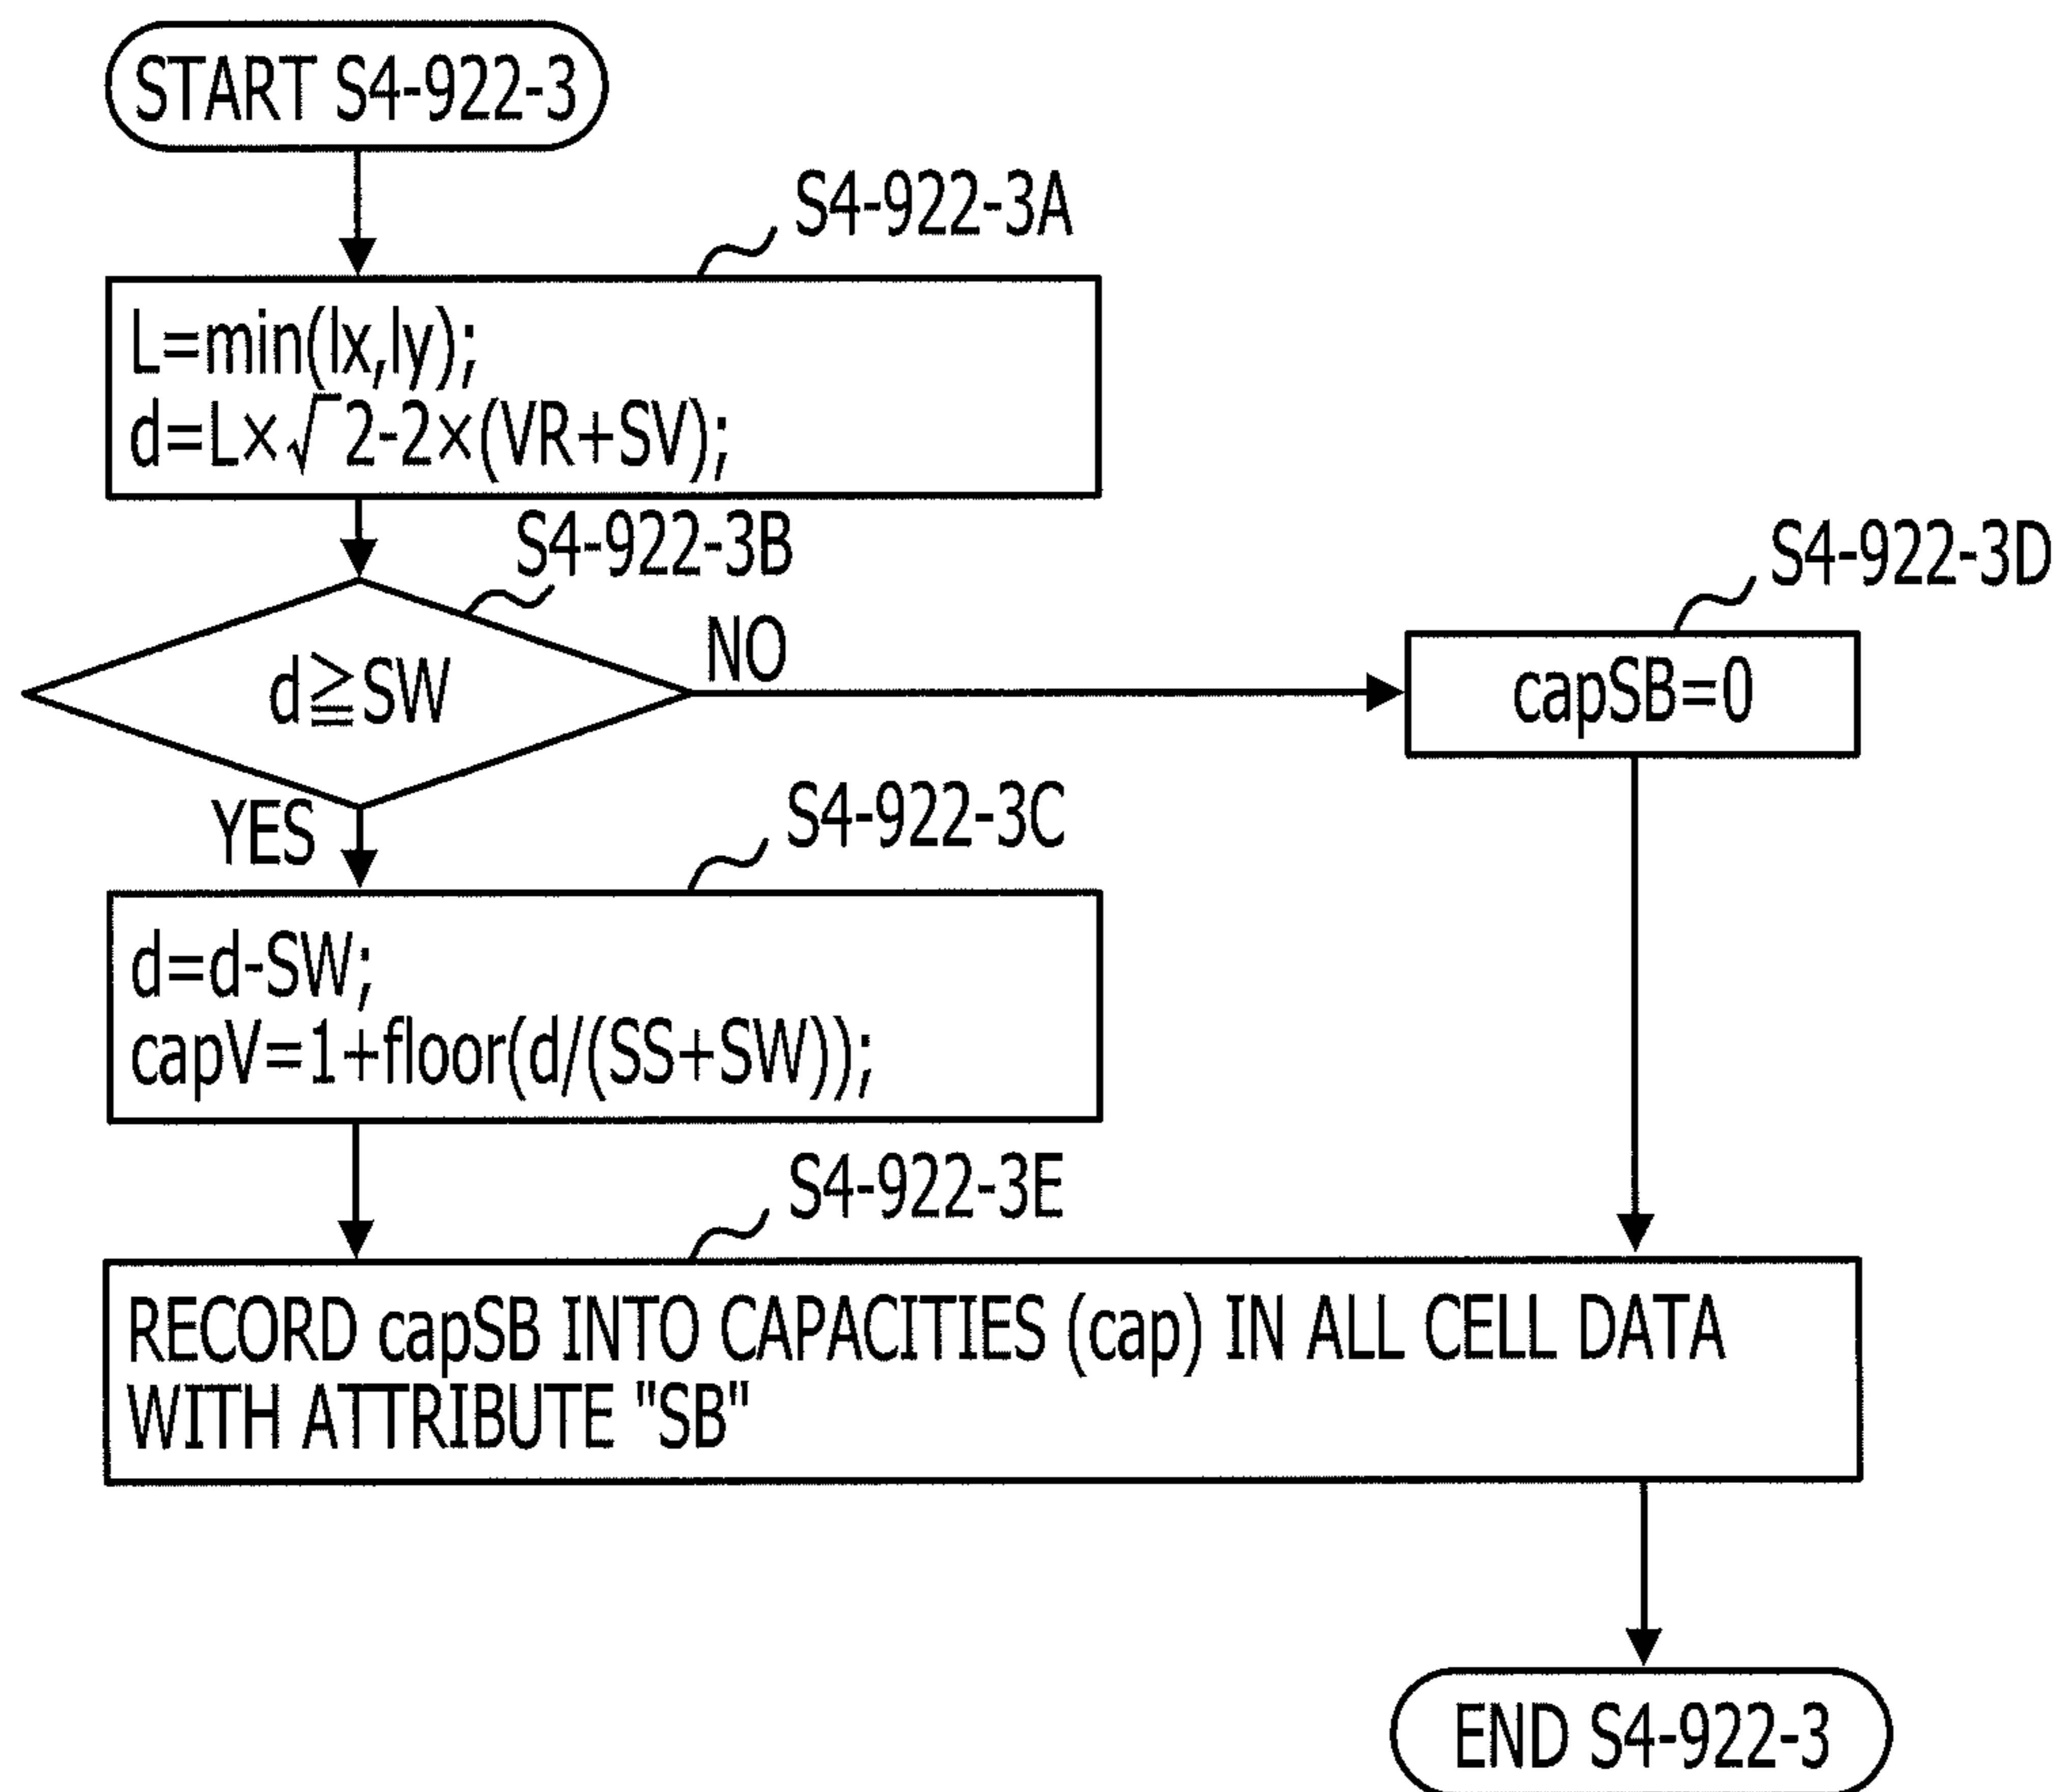 START S4-922-3
S4-922-3A
L=min(lx,ly);
d=L×√2-2×(VR+SV);
S4-922-3B
S4-922-3D
d≧SW
NO
capSB=0
YES
S4-922-3C
d=d-SW;
capV=1+floor(d/(SS+SW));
S4-922-3E
RECORD capSB INTO CAPACITIES (cap) IN ALL CELL DATA
WITH ATTRIBUTE "SB"
END S4-922-3